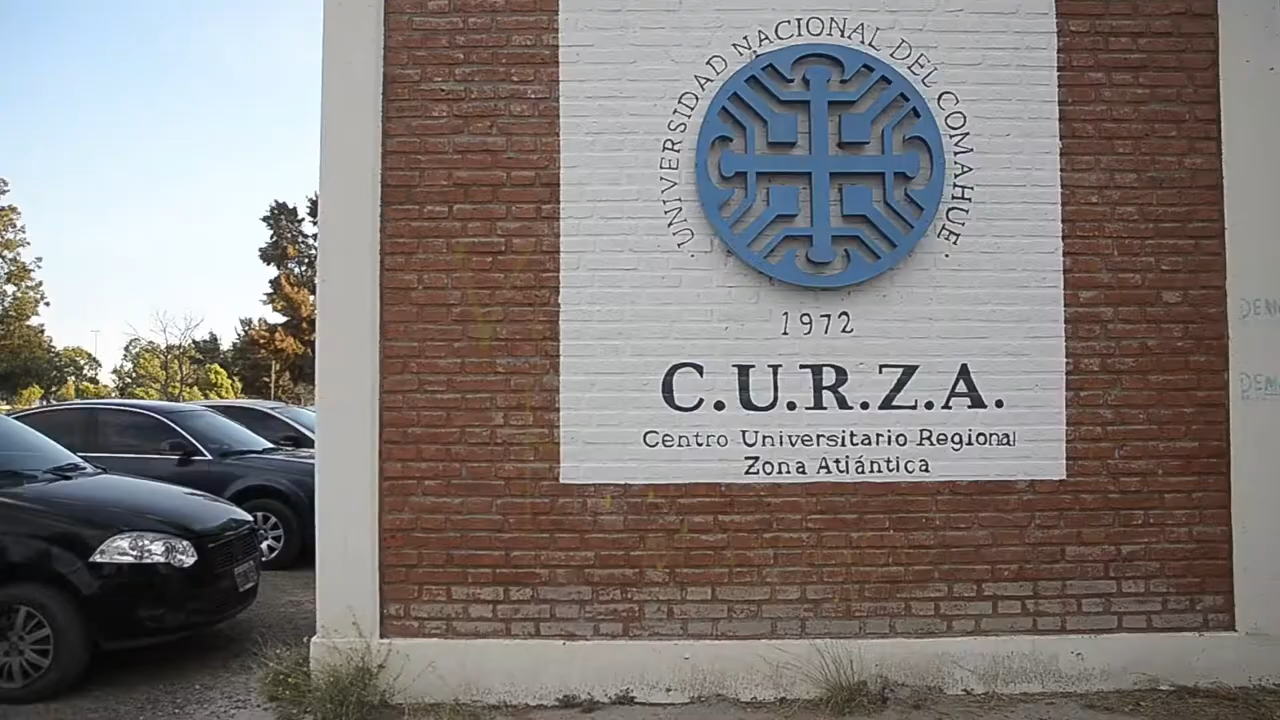 · UNIVERSIDAD NACIONAL DEL COMAHUE ·
1972
C.U.R.Z.A.
Centro Universitario Regional
Zona Atlántica